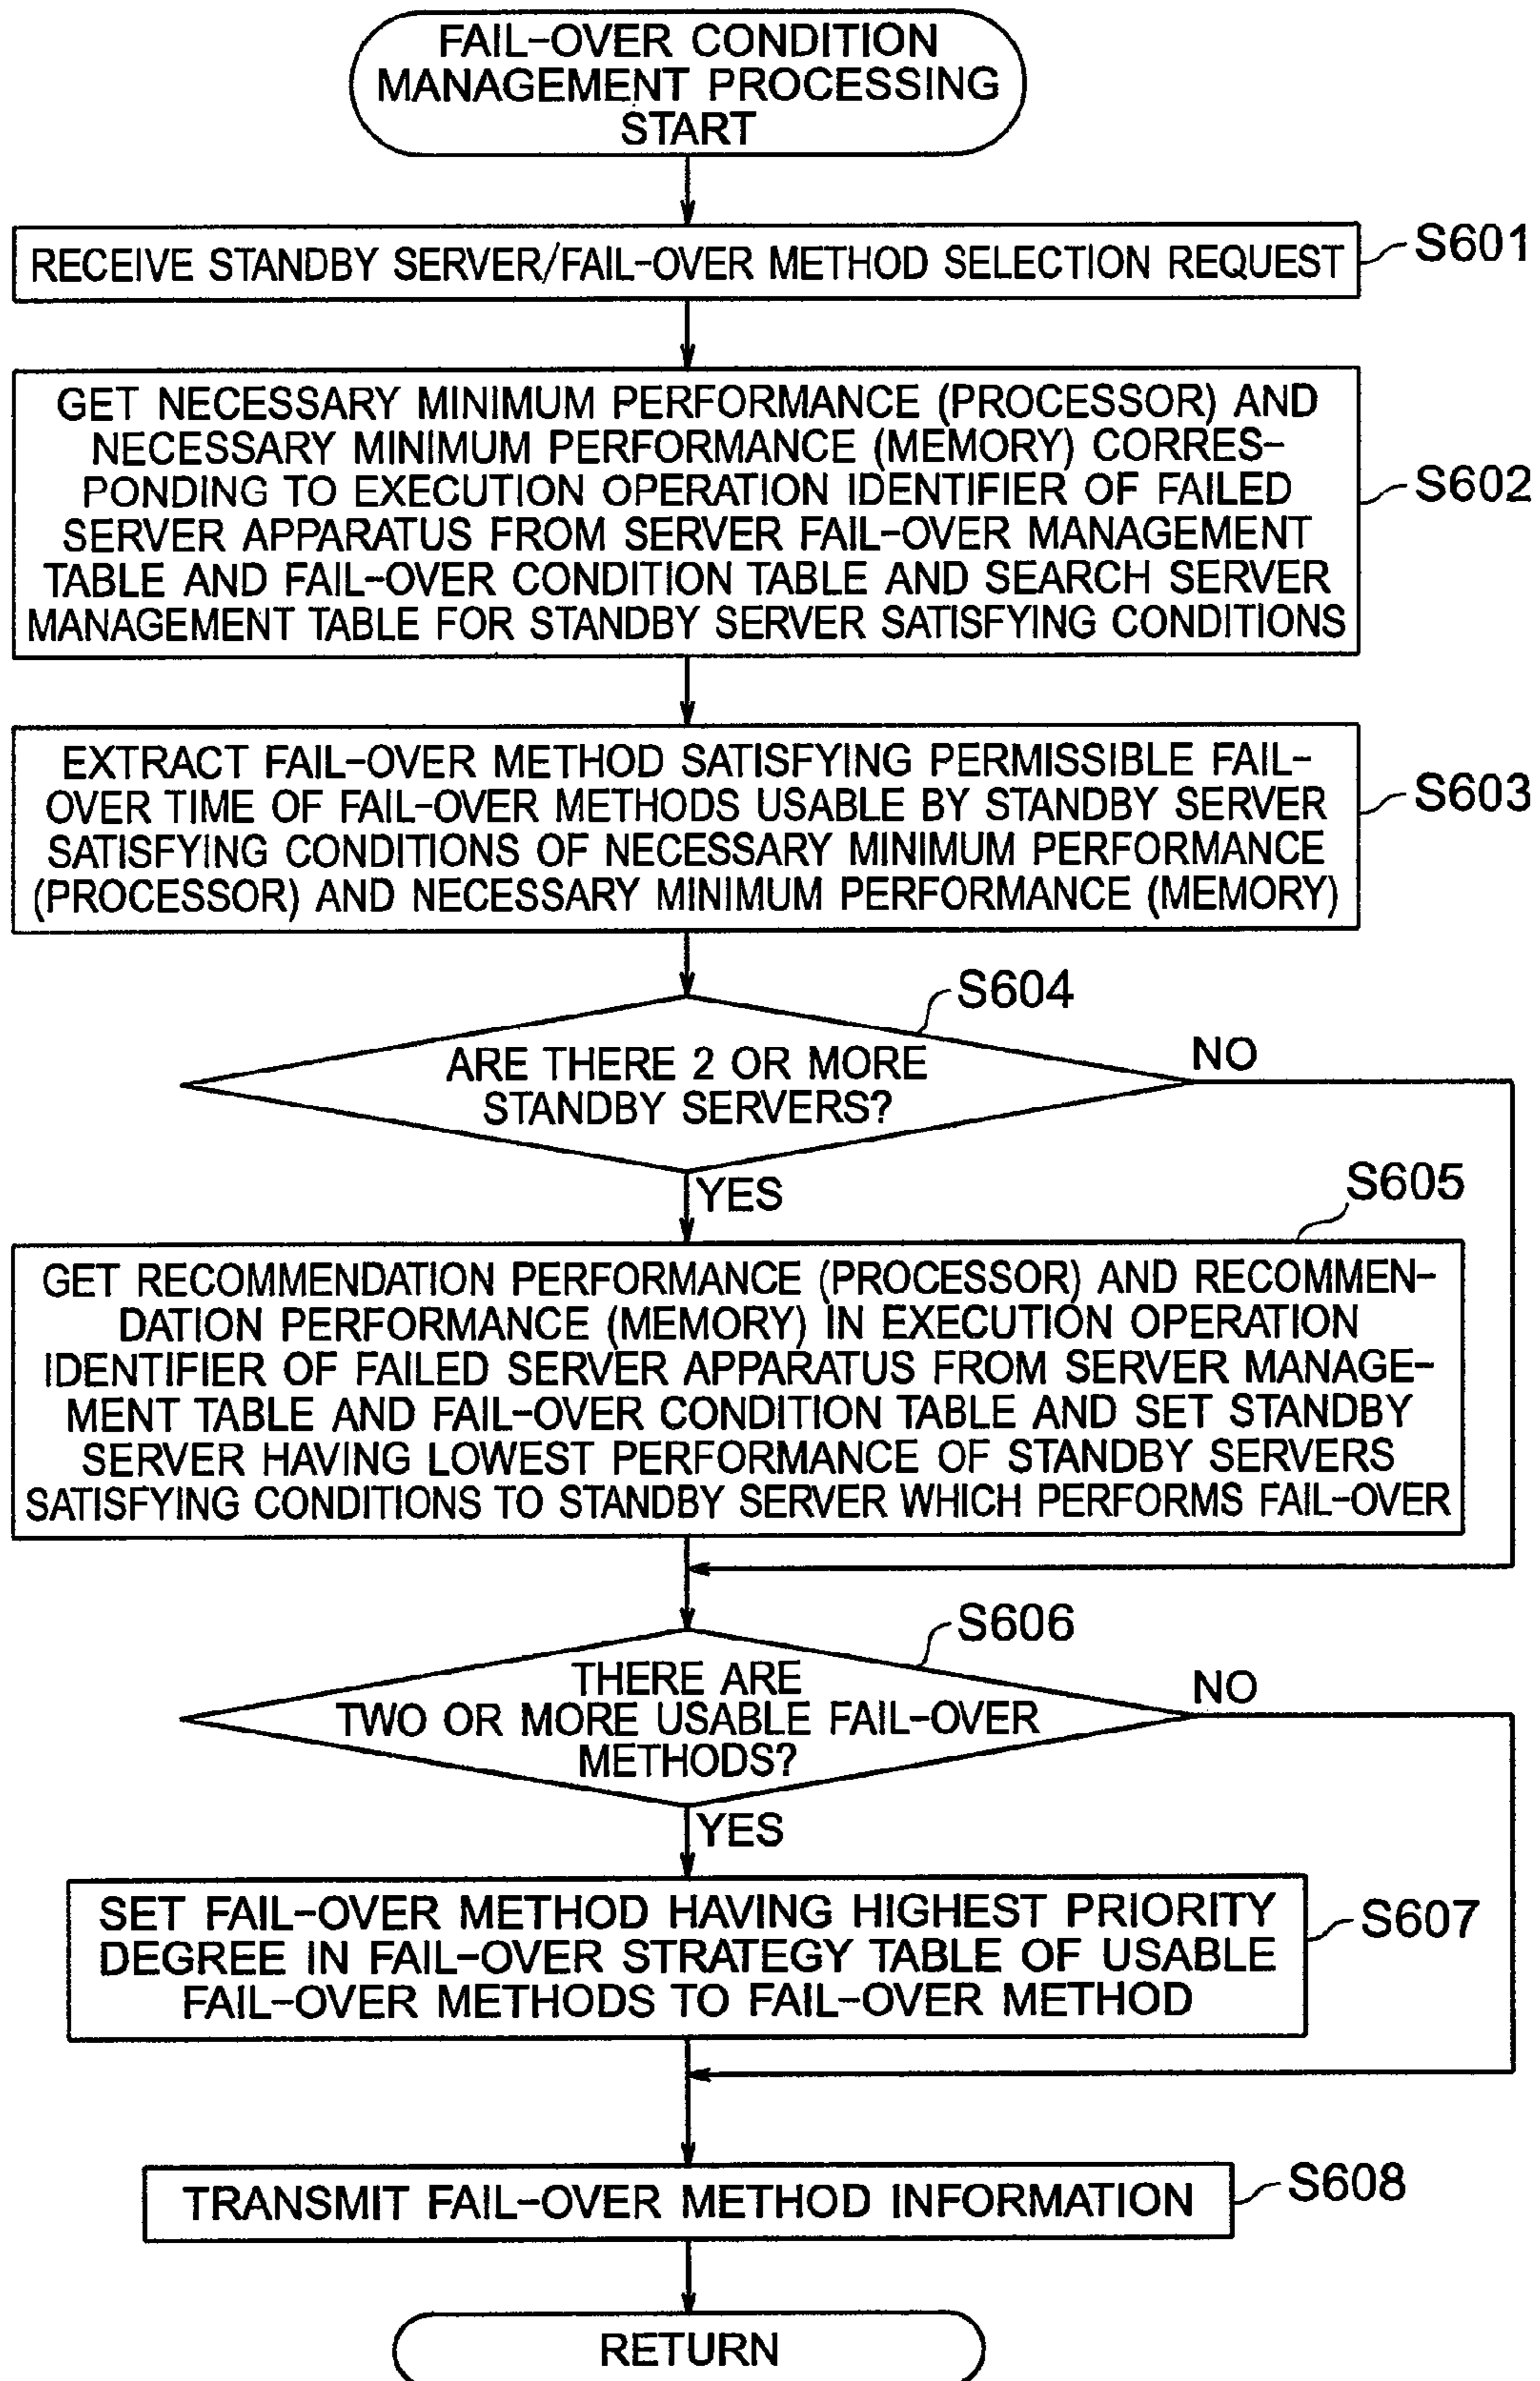 FAIL-OVER CONDITION
MANAGEMENT PROCESSING
START
RECEIVE STANDBY SERVER/FAIL-OVER METHOD SELECTION REQUEST
S601
GET NECESSARY MINIMUM PERFORMANCE (PROCESSOR) AND
NECESSARY MINIMUM PERFORMANCE (MEMORY) CORRES-
PONDING TO EXECUTION OPERATION IDENTIFIER OF FAILED
SERVER APPARATUS FROM SERVER FAIL-OVER MANAGEMENT
TABLE AND FAIL-OVER CONDITION TABLE AND SEARCH SERVER
MANAGEMENT TABLE FOR STANDBY SERVER SATISFYING CONDITIONS
S602
EXTRACT FAIL-OVER METHOD SATISFYING PERMISSIBLE FAIL-
OVER TIME OF FAIL-OVER METHODS USABLE BY STANDBY SERVER
SATISFYING CONDITIONS OF NECESSARY MINIMUM PERFORMANCE
(PROCESSOR) AND NECESSARY MINIMUM PERFORMANCE (MEMORY)
S603
S604
ARE THERE 2 OR MORE
STANDBY SERVERS?
NO
YES
S605
GET RECOMMENDATION PERFORMANCE (PROCESSOR) AND RECOMMEN-
DATION PERFORMANCE (MEMORY) IN EXECUTION OPERATION
IDENTIFIER OF FAILED SERVER APPARATUS FROM SERVER MANAGE-
MENT TABLE AND FAIL-OVER CONDITION TABLE AND SET STANDBY
SERVER HAVING LOWEST PERFORMANCE OF STANDBY SERVERS
SATISFYING CONDITIONS TO STANDBY SERVER WHICH PERFORMS FAIL-OVER
S606
THERE ARE
TWO OR MORE USABLE FAIL-OVER
METHODS?
NO
YES
SET FAIL-OVER METHOD HAVING HIGHEST PRIORITY
DEGREE IN FAIL-OVER STRATEGY TABLE OF USABLE
FAIL-OVER METHODS TO FAIL-OVER METHOD
S607
TRANSMIT FAIL-OVER METHOD INFORMATION
S608
RETURN